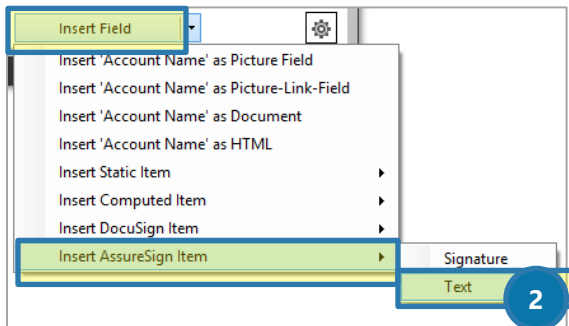 Insert Field
Insert 'Account Name' as Picture Field
Insert 'Account Name' as Picture-Link-Field
Insert 'Account Name' as Document
Insert 'Account Name' as HTML
Insert Static Item
Insert Computed Item
Insert DocuSign Item
Insert AssureSign Item
Signature
Text
2